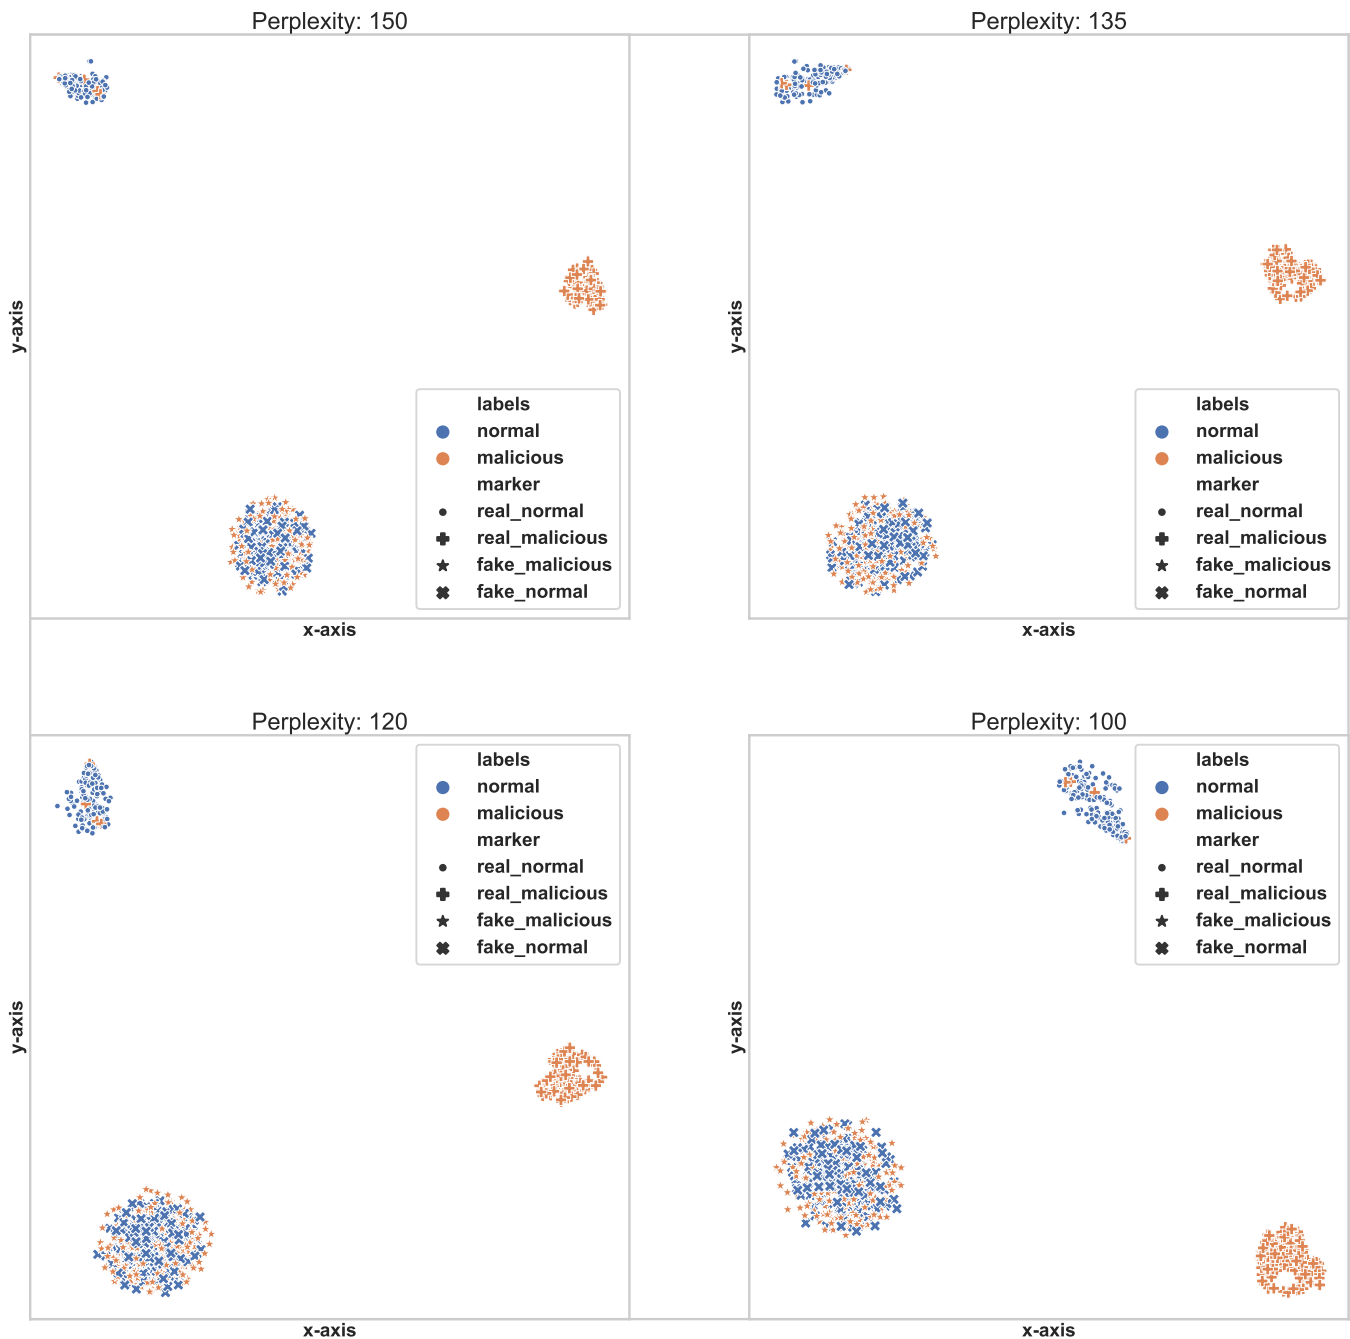 Perplexity: 150
y-axis
labels
normal
malicious
marker
real_normal
real_malicious
fake_malicious
fake_normal
x-axis
Perplexity: 135
y-axis
labels
normal
malicious
marker
real_normal
real_malicious
fake_malicious
fake_normal
x-axis
Perplexity: 120
labels
normal
malicious
marker
real_normal
real_malicious
fake_malicious
fake_normal
y-axis
x-axis
Perplexity: 100
labels
normal
malicious
marker
real_normal
real_malicious
fake_malicious
fake_normal
y-axis
x-axis